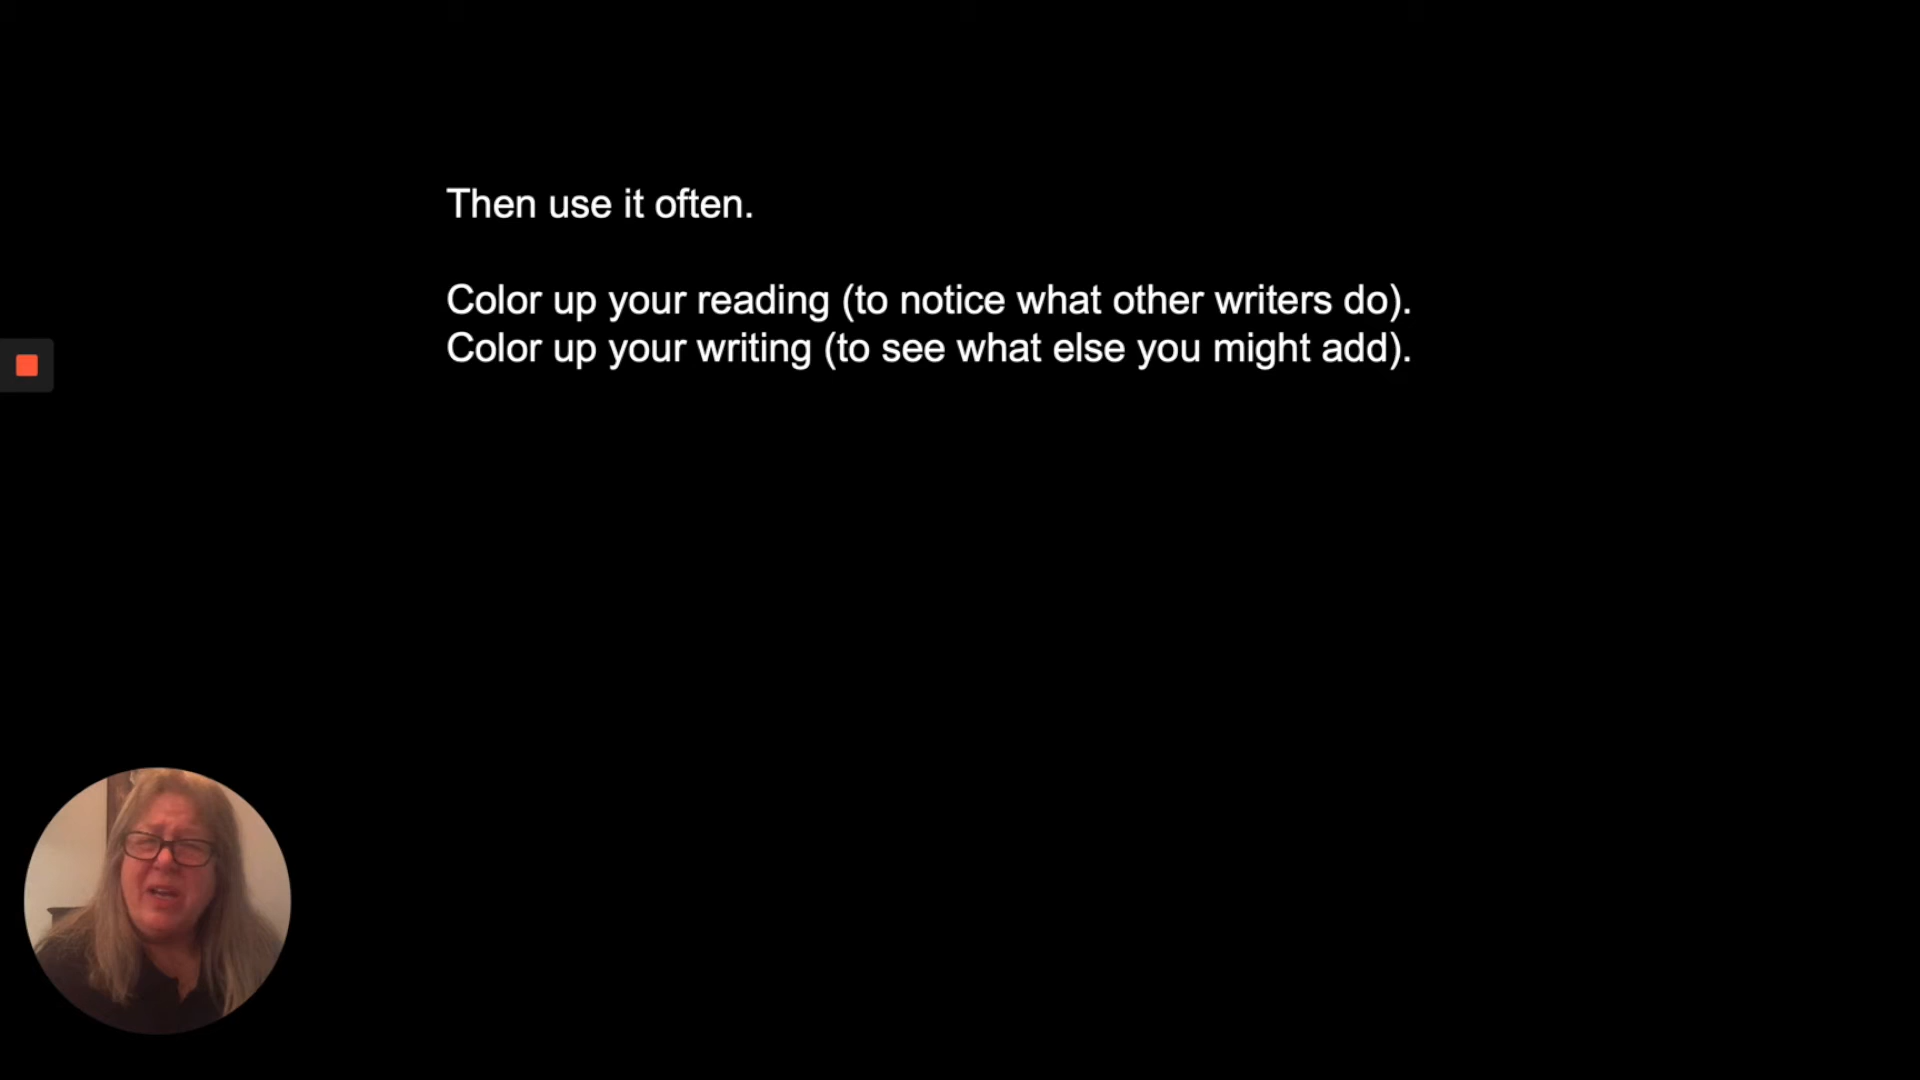 Then use it often.
Color up your reading (to notice what other writers do).
Color up your writing (to see what else you might add).